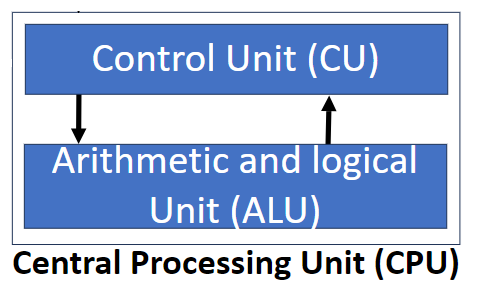 Control Unit (CU)
Arithmetic and logical
Unit (ALU)
Central Processing Unit (CPU)